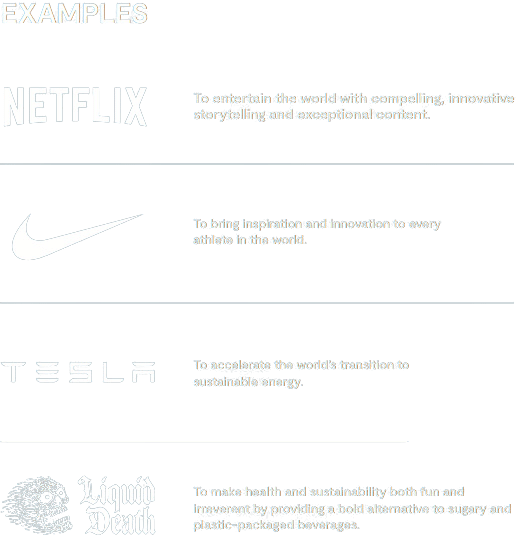 EXAMPLES
NETFLIX
To entertain the world with compelling, innovative
storytelling and exceptional content.
To bring inspiration and innovation to every
athlete in the world.
TESLA
To accelerate the world's transition to
sustainable energy.
Liquid
Death
To make health and sustainability both fun and
irreverent by providing a bold alternative to sugary and
plastic-packaged beverages.